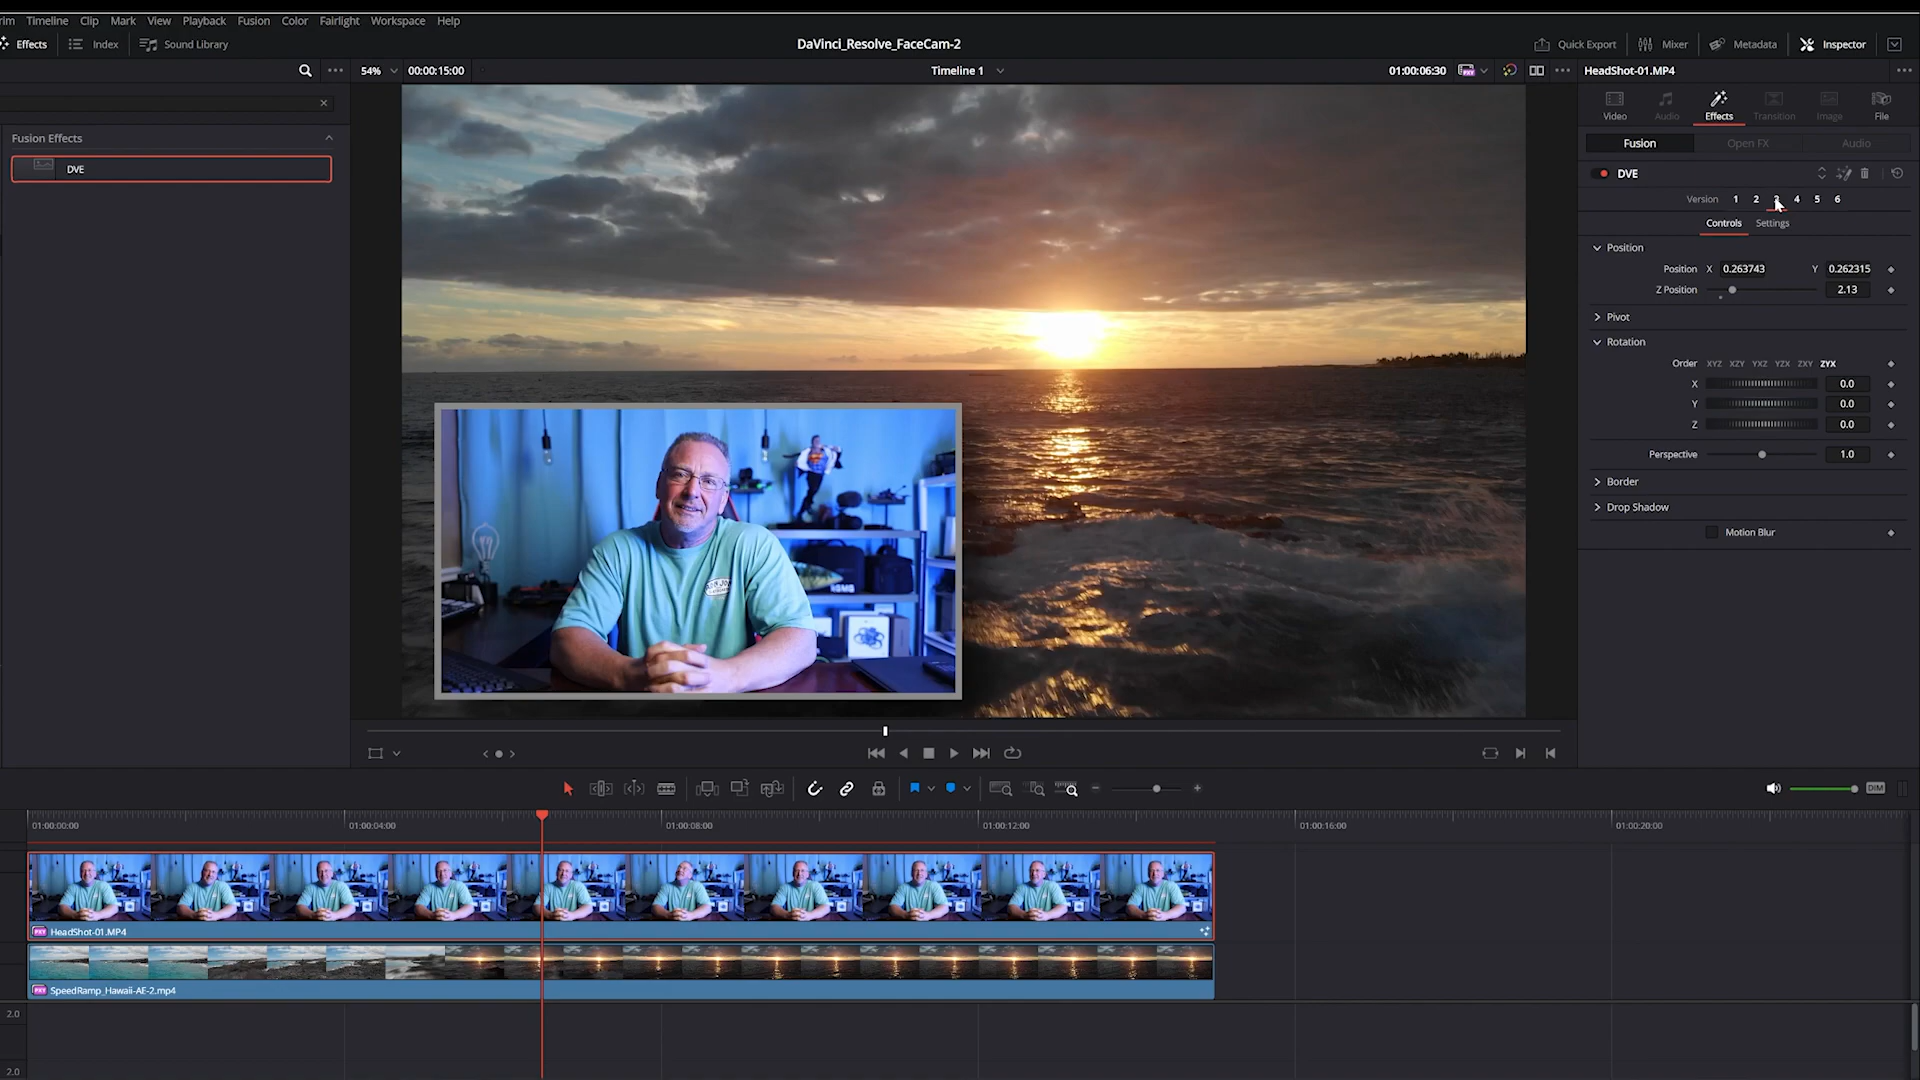 rim Timeline Clip Mark View Playback Fusion Color Fairlight Workspace Help
Effects Index Sound Library DaVinci_Resolve_FaceCam-2 Quick Export Mixer Metadata Inspector
54% 00:00:15:00 Timeline 1 01:00:06:30 HeadShot-01.MP4
Video Audio Effects Transition Image File
Fusion Effects
Fusion Open FX Audio
DVE
DVE
Version 1 2 4 5 6
Controls Settings
Position
Position X 0.263743 Y 0.262315
Z Position 2.13
Pivot
Rotation
Order XYZ XZY YXZ YZX ZXY ZYX
X 0.0
Y 0.0
Z 0.0
Perspective 1.0
Border
Drop Shadow
Motion Blur
DIM
01:00:00:00 01:00:04:00 01:00:08:00 01:00:12:00 01:00:16:00 01:00:20:00
HeadShot-01.MP4
SpeedRamp_Hawaii-AE-2.mp4
2.0
2.0